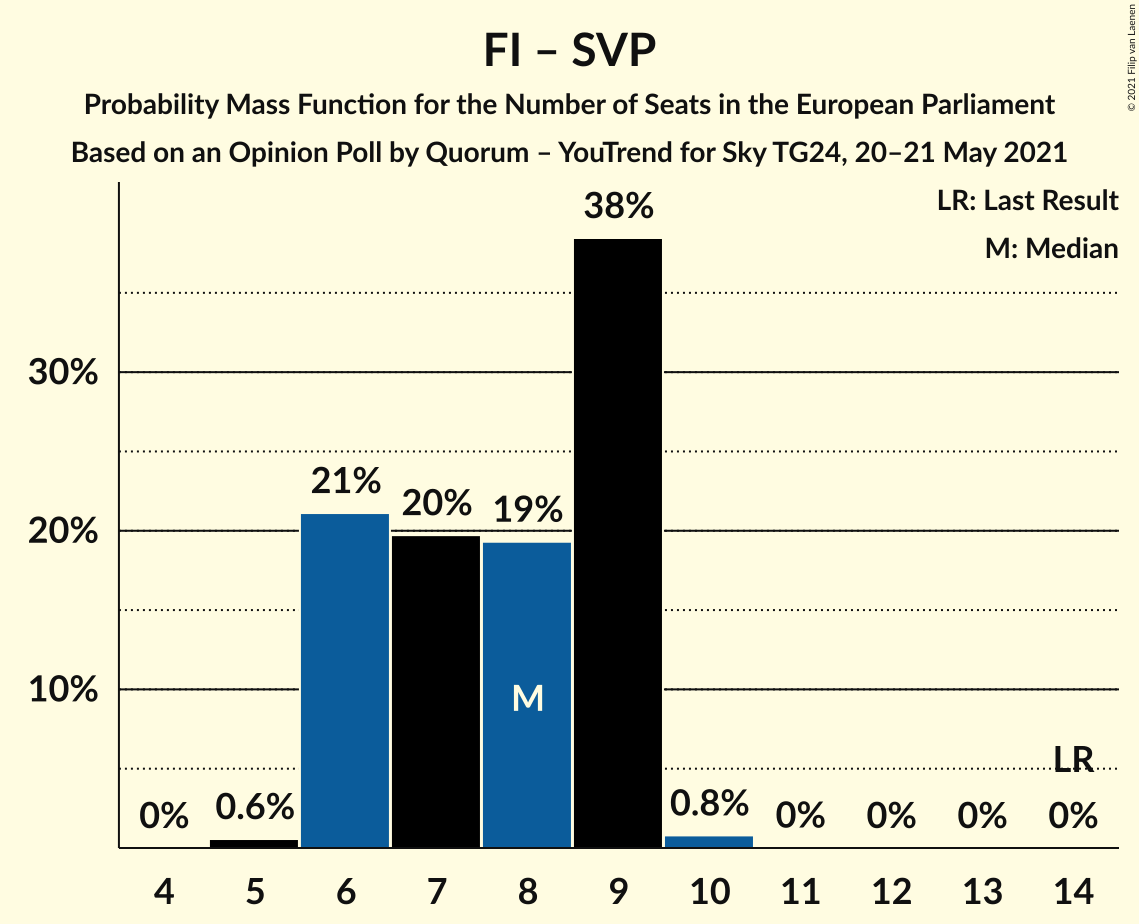 FI – SVP
Probability Mass Function for the Number of Seats in the European Parliament
Based on an Opinion Poll by Quorum – YouTrend for Sky TG24, 20–21 May 2021
© 2021 Filip van Laenen
LR: Last Result
M: Median
38%
30%
21%
20%
19%
20%
10%
M
LR
0%
0.6%
0.8%
0%
0%
0%
0%
4 5 6 7 8 9 10 11 12 13 14